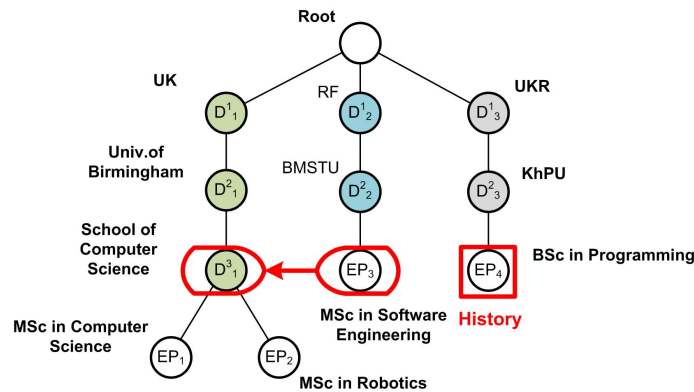 Root
UK
RF
UKR
D¹₁
D¹₂
D¹₃
Univ.of
Birmingham
BMSTU
KhPU
D²₁
D²₂
D²₃
School of
Computer
Science
D³₁
EP₃
EP₄
BSc in Programming
MSc in Software
Engineering
History
MSc in Computer
Science
EP₁
EP₂
MSc in Robotics